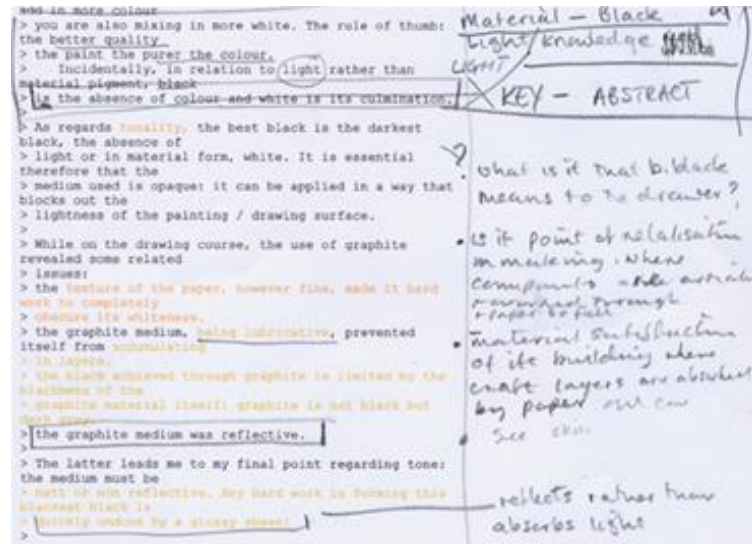 add in more colour
> you are also mixing in more white. The rule of thumb:
the better quality
> the paint the purer the colour.
>     Incidentally, in relation to light rather than
material pigment, black
> is the absence of colour and white is its culmination.
>
> As regards tonality, the best black is the darkest
black, the absence of
> light or in material form, white. It is essential
therefore that the
> medium used is opaque: it can be applied in a way that
blocks out the
> lightness of the painting / drawing surface.
>
> While on the drawing course, the use of graphite
revealed some related
> issues:
> the texture of the paper, however fine, made it hard
work to completely
> obscure its whiteness.
> the graphite medium, being lubricative, prevented
itself from accumulating
> in layers.
> the black achieved through graphite is limited by the
blackness of the
> graphite material itself: graphite is not black but
dark grey.
> the graphite medium was reflective.
>
> The latter leads me to my final point regarding tone:
the medium must be
> matt or non reflective. Any hard work in forming this
blackest black is
> quickly undone by a glossy sheen!
>
Material – Black
Light / Knowledge
LIGHT
KEY – ABSTRACT
? what is it that b.black
means to the drawer?
• is it point of
in making. where
components
through
paper
• material
of its building where
layers are absorbed
by paper and can
see
reflects rather than
absorbs light